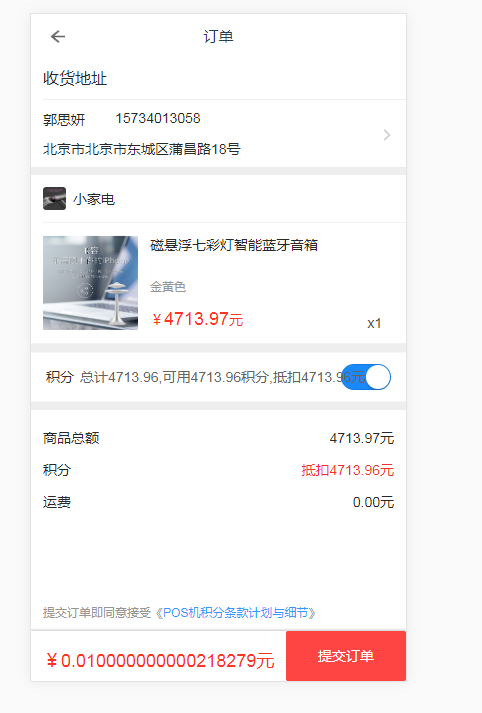 订单
收货地址
郭思妍 15734013058
北京市北京市东城区蒲昌路18号
小家电
磁悬浮七彩灯智能蓝牙音箱
金黄色
￥4713.97元
x1
积分 总计4713.96,可用4713.96积分,抵扣4713.96元
商品总额 4713.97元
积分 抵扣4713.96元
运费 0.00元
提交订单即同意接受《POS机积分条款计划与细节》
￥0.010000000000218279元 提交订单